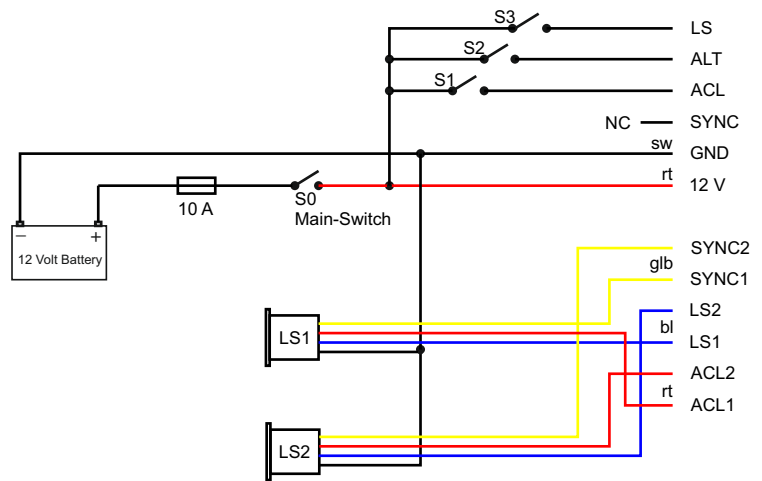 S3
LS
S2
ALT
S1
ACL
NC
SYNC
sw
GND
rt
12 V
10 A
S0
Main-Switch
− +
12 Volt Battery
SYNC2
glb
SYNC1
LS2
bl
LS1
LS1
ACL2
rt
ACL1
LS2